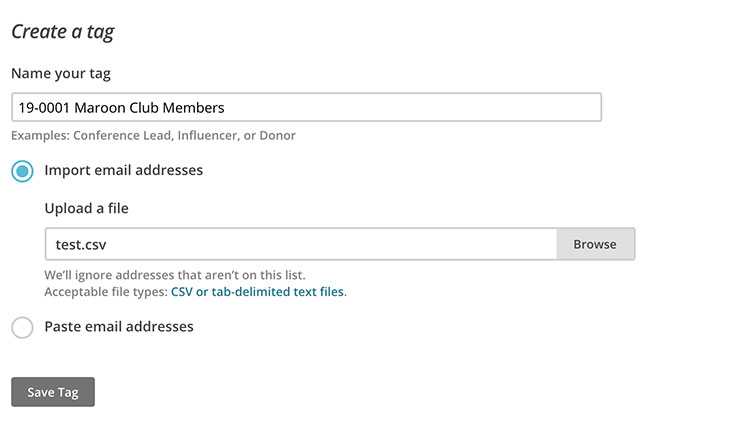 Create a tag
Name your tag
19-0001 Maroon Club Members
Examples: Conference Lead, Influencer, or Donor
Import email addresses
Upload a file
test.csv
Browse
We’ll ignore addresses that aren’t on this list.
Acceptable file types: CSV or tab-delimited text files.
Paste email addresses
Save Tag